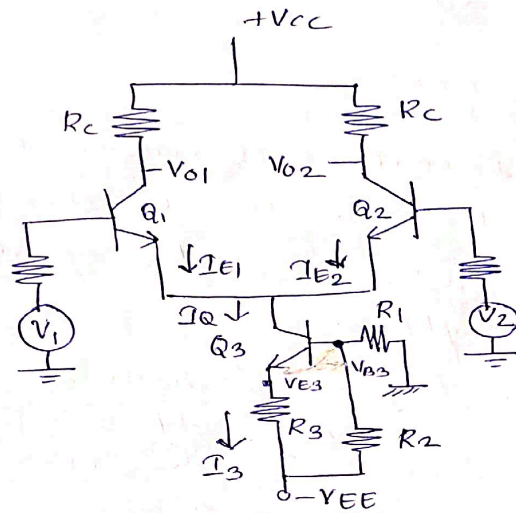 +VCC
RC
RC
VO1
VO2
Q1
Q2
IE1
IE2
V1
V2
IQ
Q3
R1
VE3
VB3
R3
R2
I3
-VEE